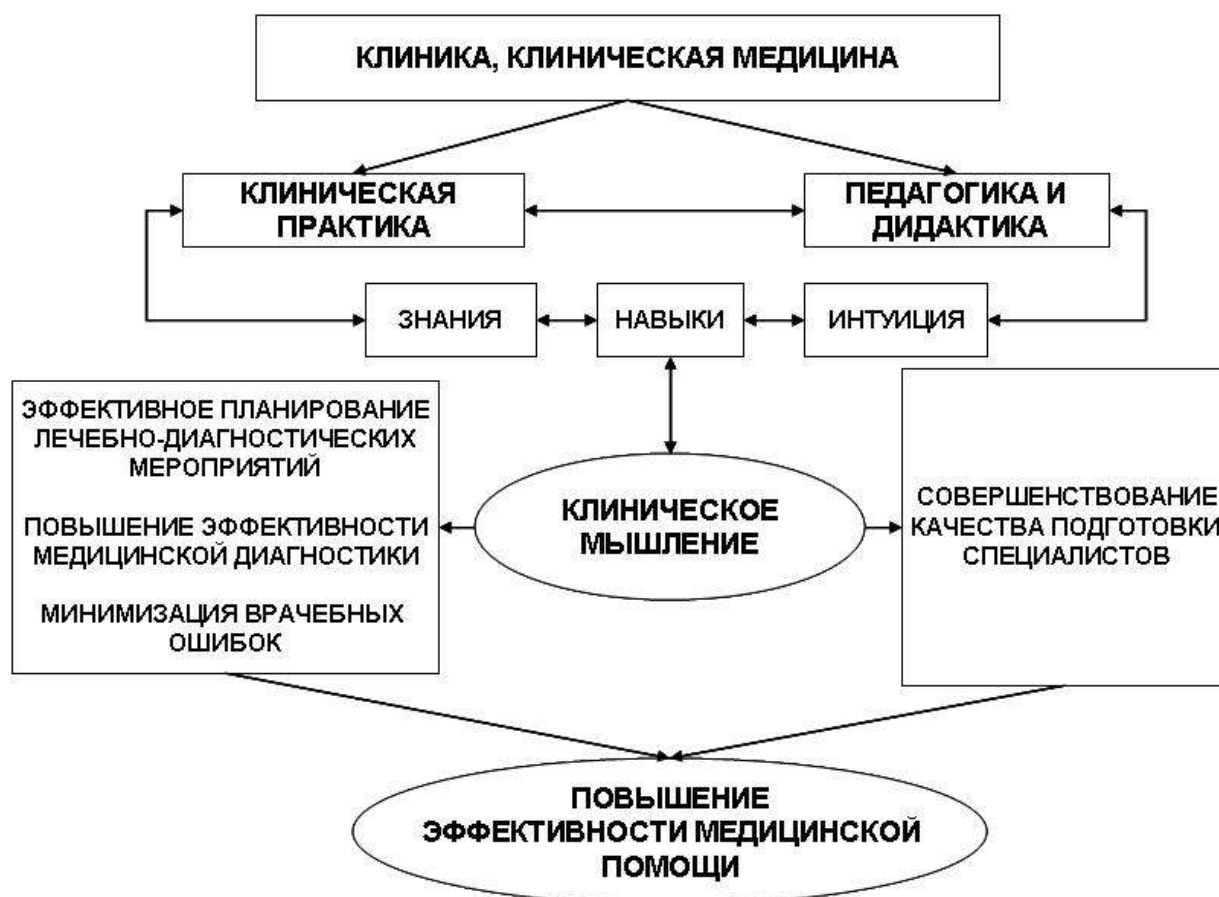 КЛИНИКА, КЛИНИЧЕСКАЯ МЕДИЦИНА
КЛИНИЧЕСКАЯ
ПРАКТИКА
ПЕДАГОГИКА И
ДИДАКТИКА
ЗНАНИЯ
НАВЫКИ
ИНТУИЦИЯ
ЭФФЕКТИВНОЕ ПЛАНИРОВАНИЕ
ЛЕЧЕБНО-ДИАГНОСТИЧЕСКИХ
МЕРОПРИЯТИЙ
ПОВЫШЕНИЕ ЭФФЕКТИВНОСТИ
МЕДИЦИНСКОЙ ДИАГНОСТИКИ
МИНИМИЗАЦИЯ ВРАЧЕБНЫХ
ОШИБОК
КЛИНИЧЕСКОЕ
МЫШЛЕНИЕ
СОВЕРШЕНСТВОВАНИЕ
КАЧЕСТВА ПОДГОТОВКИ
СПЕЦИАЛИСТОВ
ПОВЫШЕНИЕ
ЭФФЕКТИВНОСТИ МЕДИЦИНСКОЙ
ПОМОЩИ